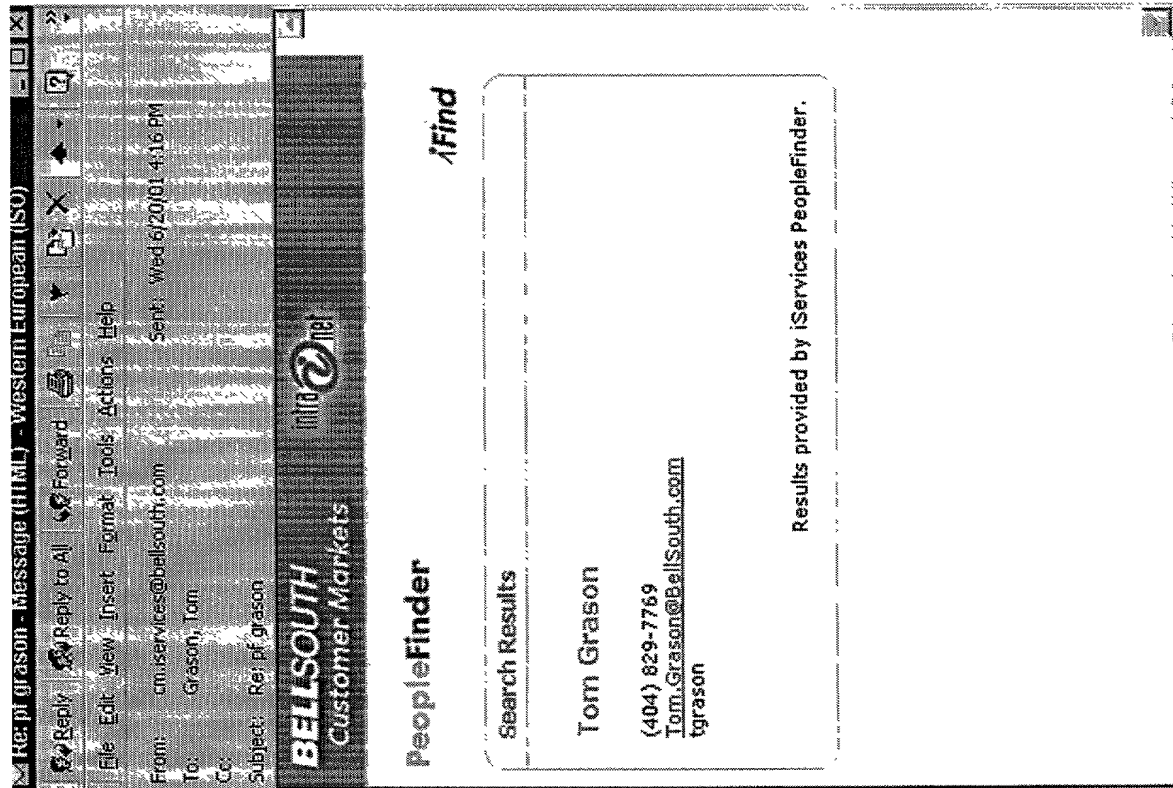 Re: pf grason - Message (HTML) - Western European (ISO)
Reply Reply to All Forward
File Edit View Insert Format Tools Actions Help
From: cm.iservices@bellsouth.com Sent: Wed 6/20/01 4:16 PM
To: Grason, Tom
Cc:
Subject: Re: pf grason
BELLSOUTH
Customer Markets
intra i net
PeopleFinder
iFind
Search Results
Tom Grason
(404) 829-7769
Tom.Grason@BellSouth.com
tgrason
Results provided by iServices PeopleFinder.